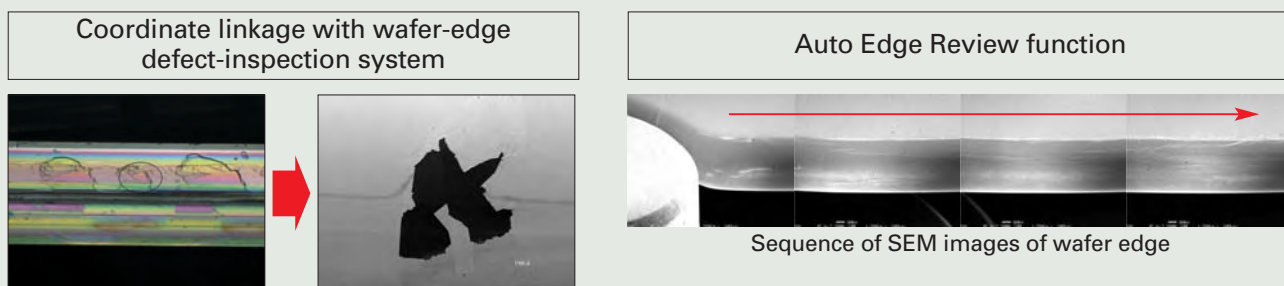 Coordinate linkage with wafer-edge
defect-inspection system
Auto Edge Review function
Sequence of SEM images of wafer edge